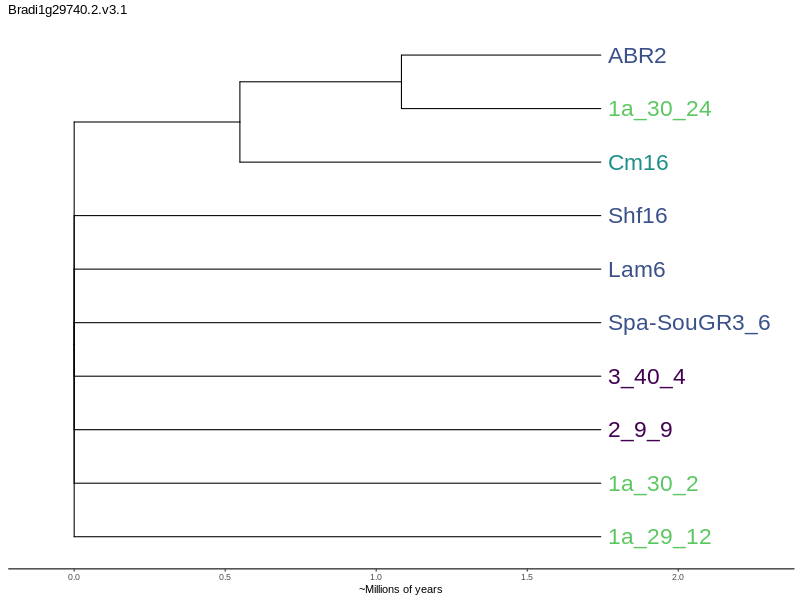 Bradi1g29740.2.v3.1
ABR2
1a_30_24
Cm16
Shf16
Lam6
Spa-SouGR3_6
3_40_4
2_9_9
1a_30_2
1a_29_12
0.0 0.5 1.0 1.5 2.0
~Millions of years